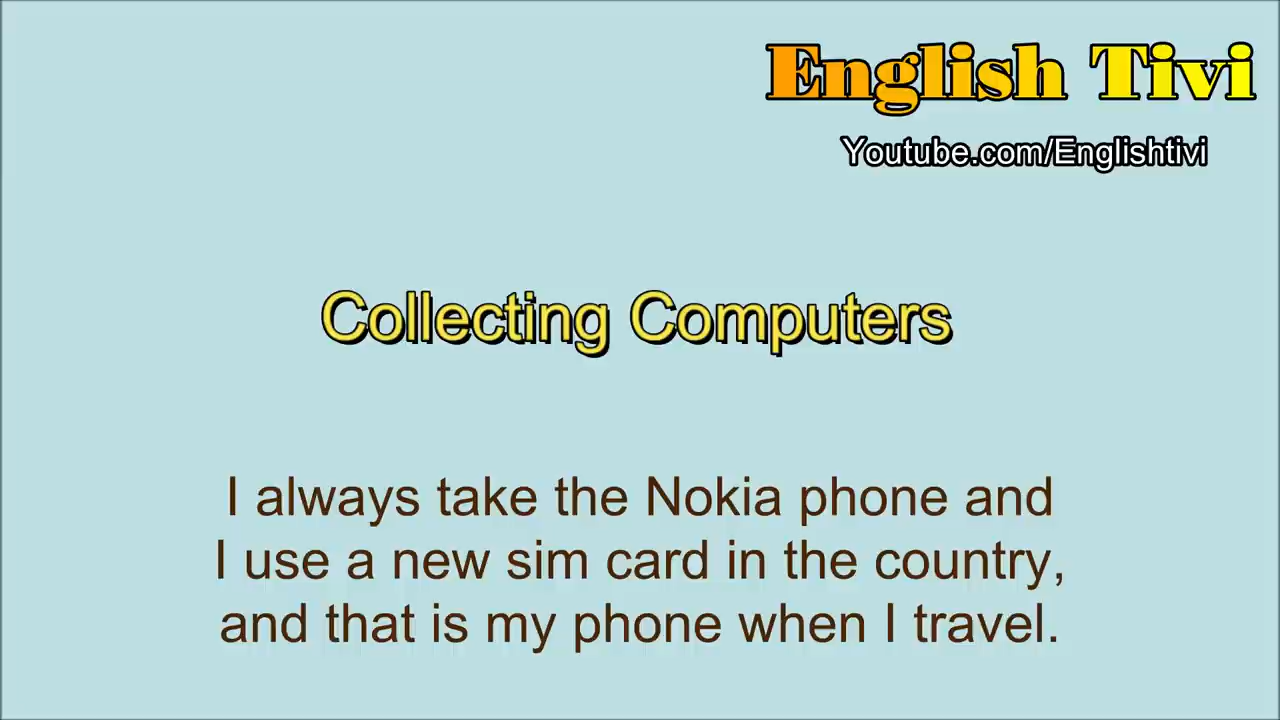 English Tivi
Youtube.com/Englishtivi
Collecting Computers
I always take the Nokia phone and
I use a new sim card in the country,
and that is my phone when I travel.